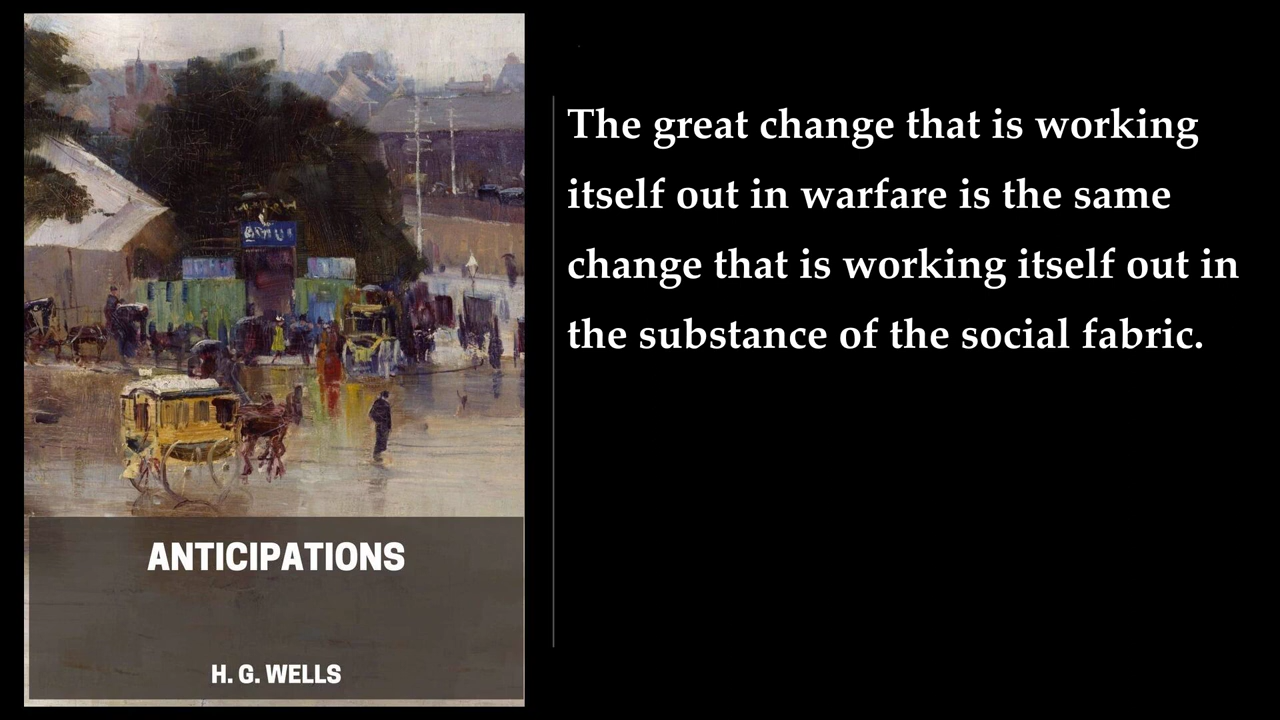 ANTICIPATIONS
H. G. WELLS
The great change that is working
itself out in warfare is the same
change that is working itself out in
the substance of the social fabric.